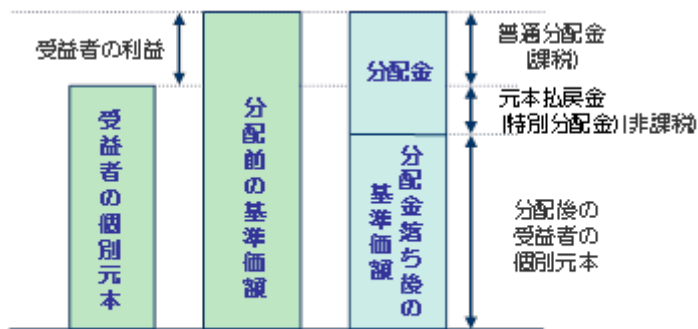 受益者の利益
受益者の個別元本
分配前の基準価額
分配金
分配金落ち後の
基準価額
普通分配金
(課税)
元本払戻金
(特別分配金)(非課税)
分配後の
受益者の
個別元本